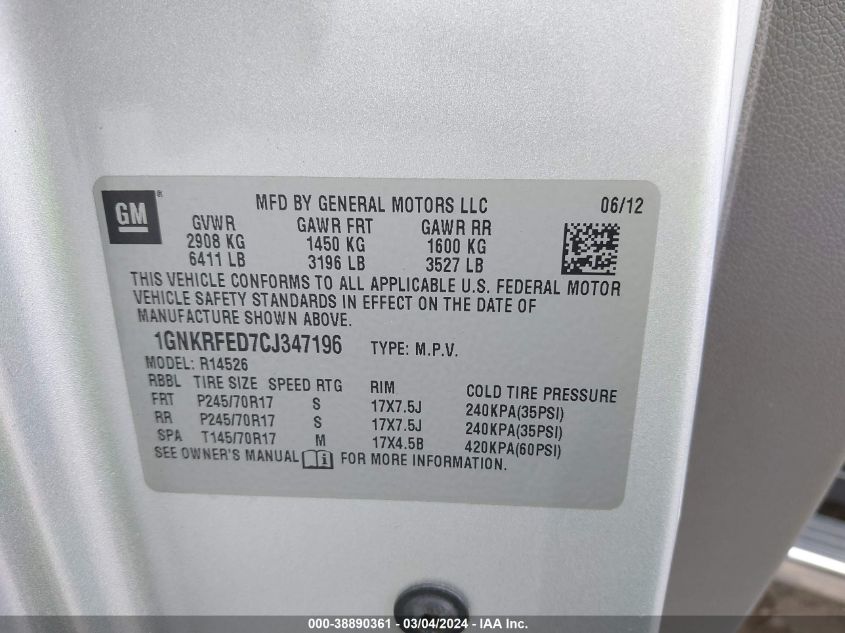 GM ®
MFD BY GENERAL MOTORS LLC 06/12
GVWR GAWR FRT GAWR RR
2908 KG 1450 KG 1600 KG
6411 LB 3196 LB 3527 LB
THIS VEHICLE CONFORMS TO ALL APPLICABLE U.S. FEDERAL MOTOR
VEHICLE SAFETY STANDARDS IN EFFECT ON THE DATE OF
MANUFACTURE SHOWN ABOVE.
1GNKRFED7CJ347196 TYPE: M.P.V.
MODEL: R14526
RBBL TIRE SIZE SPEED RTG RIM COLD TIRE PRESSURE
FRT P245/70R17 S 17X7.5J 240KPA(35PSI)
RR P245/70R17 S 17X7.5J 240KPA(35PSI)
SPA T145/70R17 M 17X4.5B 420KPA(60PSI)
SEE OWNER'S MANUAL FOR MORE INFORMATION.
000-38890361 - 03/04/2024 - IAA Inc.